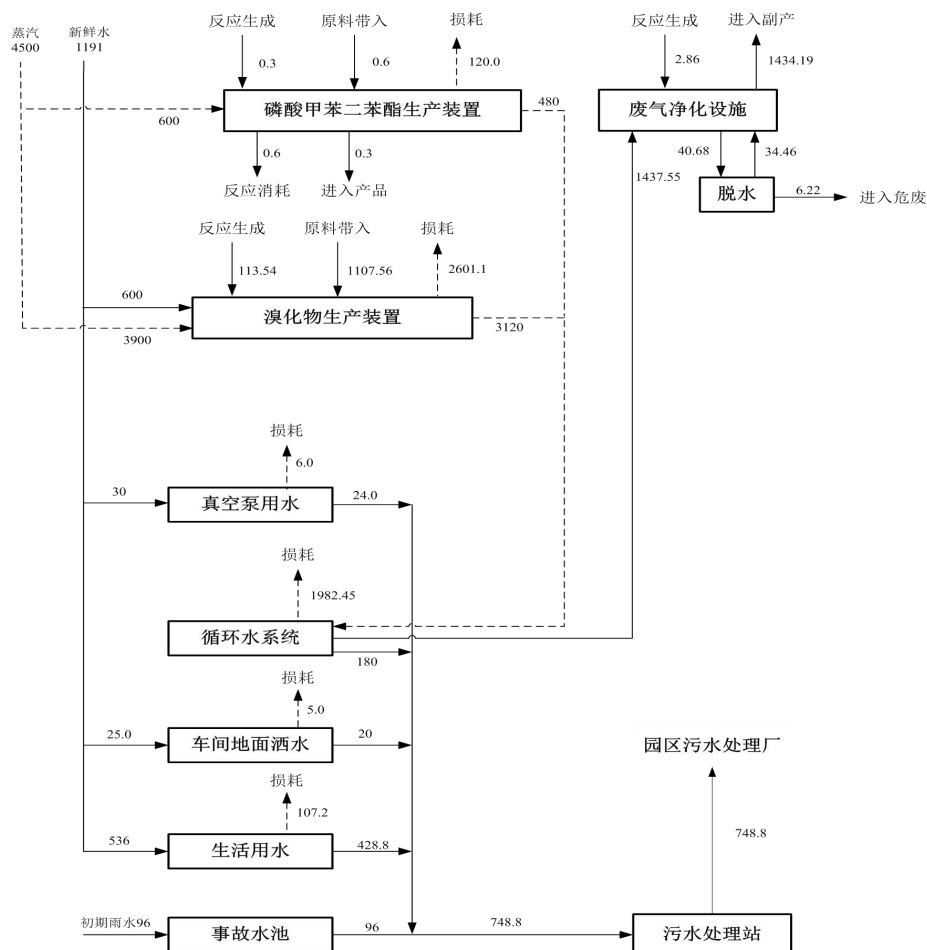 反应生成
原料带入
损耗
反应生成
进入副产
蒸汽
4500
新鲜水
1191
0.3
0.6
120.0
2.86
1434.19
磷酸甲苯二苯酯生产装置
480
废气净化设施
600
0.6
0.3
40.68
34.46
1437.55
反应消耗
进入产品
脱水
6.22
进入危废
反应生成
原料带入
损耗
113.54
1107.56
2601.1
600
溴化物生产装置
3120
3900
损耗
6.0
30
真空泵用水
24.0
损耗
1982.45
循环水系统
180
损耗
5.0
25.0
车间地面洒水
20
园区污水处理厂
损耗
107.2
748.8
536
生活用水
428.8
初期雨水96
事故水池
96
748.8
污水处理站